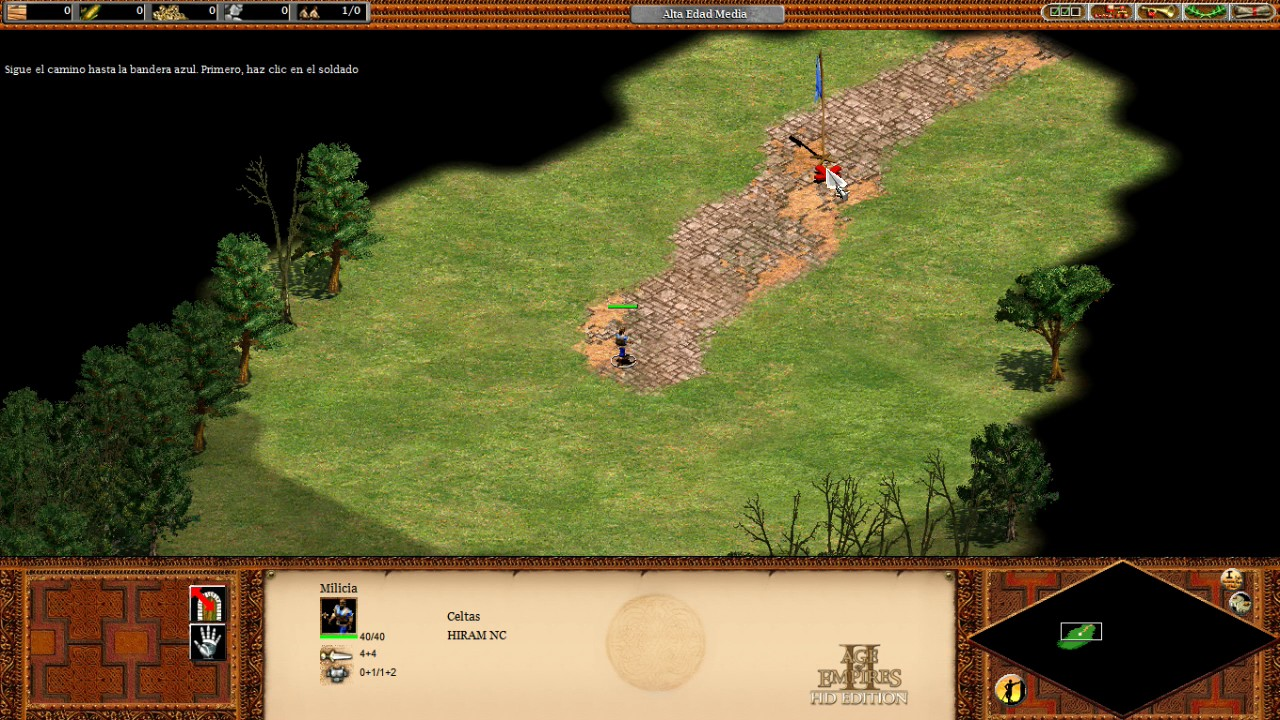 0 0 0 0 1/0
Alta Edad Media
Sigue el camino hasta la bandera azul. Primero, haz clic en el soldado
Milicia
40/40
4+4
0+1/1+2
Celtas
HIRAM NC
AGE OF EMPIRES II
HD EDITION